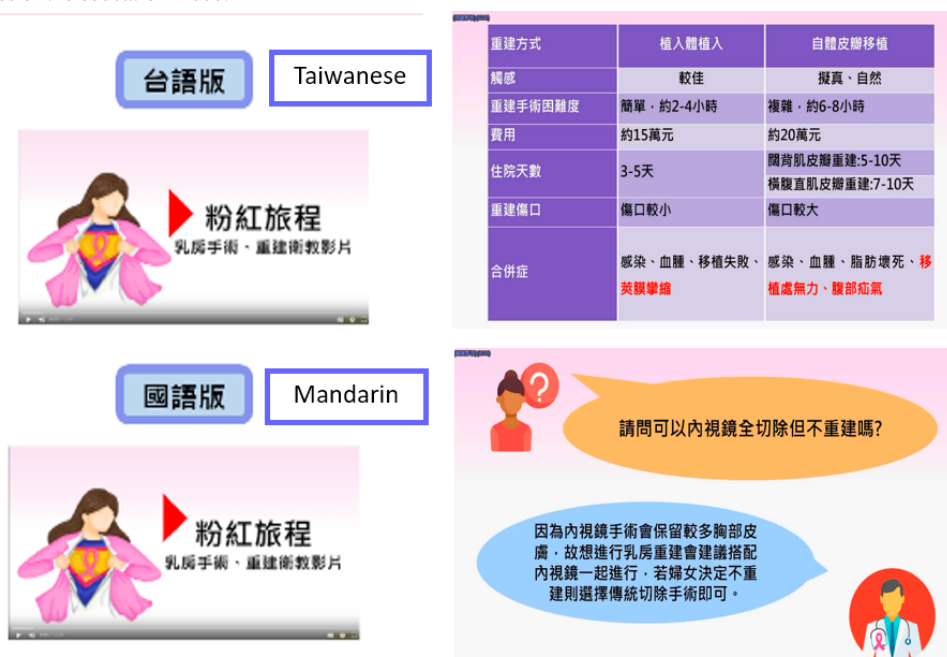 台語版
Taiwanese
粉紅旅程
乳房手術、重建衛教影片
國語版
Mandarin
粉紅旅程
乳房手術、重建衛教影片
重建方式 植入體植入 自體皮瓣移植
觸感 較佳 擬真、自然
重建手術困難度 簡單，約2-4小時 複雜，約6-8小時
費用 約15萬元 約20萬元
住院天數 3-5天 闊背肌皮瓣重建:5-10天
橫腹直肌皮瓣重建:7-10天
重建傷口 傷口較小 傷口較大
合併症 感染、血腫、移植失敗、 感染、血腫、脂肪壞死、移
莢膜攣縮 植處無力、腹部疝氣
請問可以內視鏡全切除但不重建嗎?
因為內視鏡手術會保留較多胸部皮
膚，故想進行乳房重建會建議搭配
內視鏡一起進行，若婦女決定不重
建則選擇傳統切除手術即可。